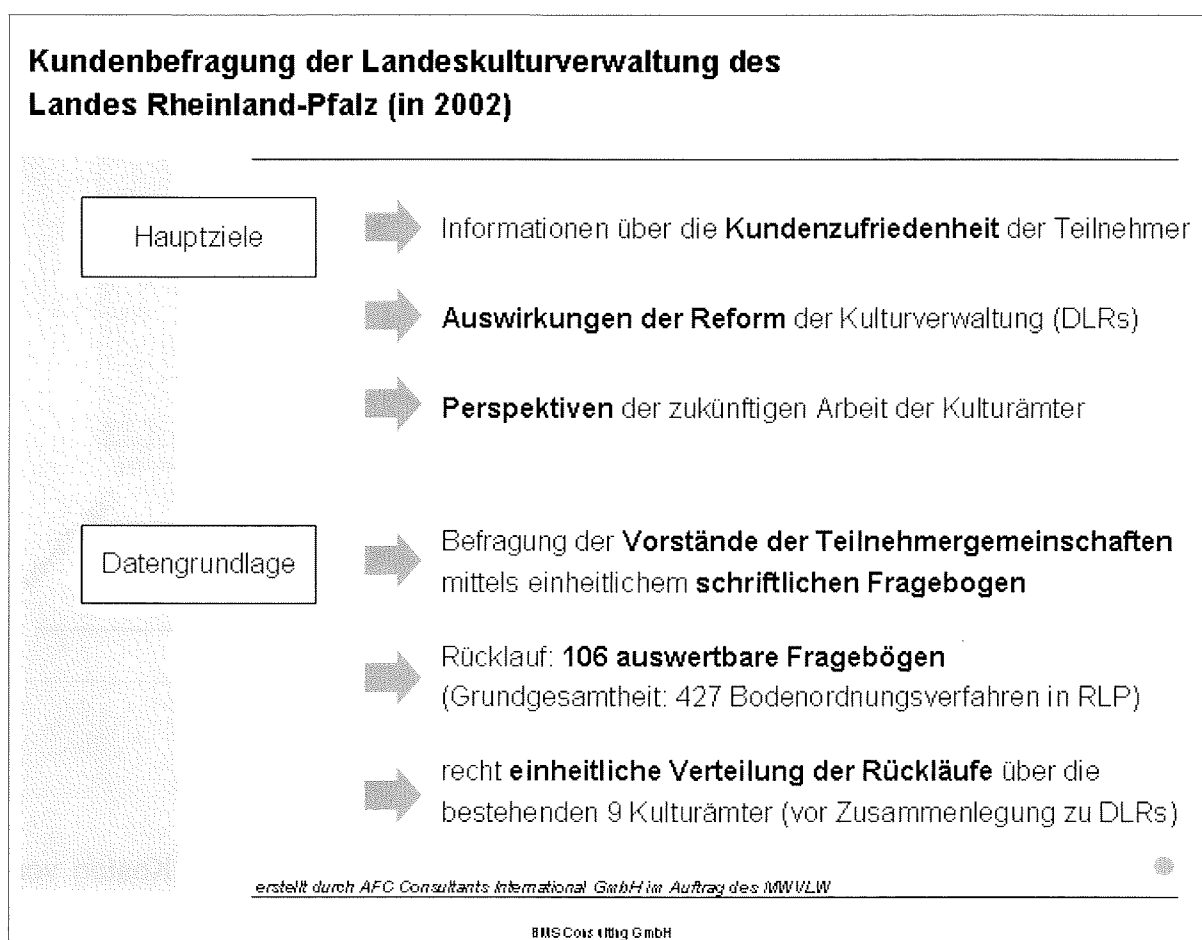 Kundenbefragung der Landeskulturverwaltung des
Landes Rheinland-Pfalz (in 2002)
Hauptziele
Informationen über die Kundenzufriedenheit der Teilnehmer
Auswirkungen der Reform der Kulturverwaltung (DLRs)
Perspektiven der zukünftigen Arbeit der Kulturämter
Datengrundlage
Befragung der Vorstände der Teilnehmergemeinschaften
mittels einheitlichem schriftlichen Fragebogen
Rücklauf: 106 auswertbare Fragebögen
(Grundgesamtheit: 427 Bodenordnungsverfahren in RLP)
recht einheitliche Verteilung der Rückläufe über die
bestehenden 9 Kulturämter (vor Zusammenlegung zu DLRs)
erstellt durch AFC Consultants International GmbH im Auftrag des MWVLW
BMS Consulting GmbH